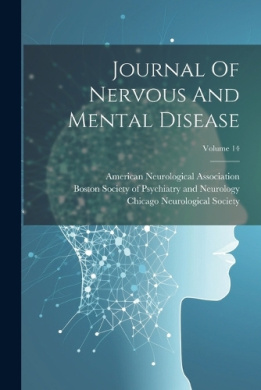 JOURNAL OF
NERVOUS AND
MENTAL DISEASE
Volume 14
American Neurological Association
Boston Society of Psychiatry and Neurology
Chicago Neurological Society